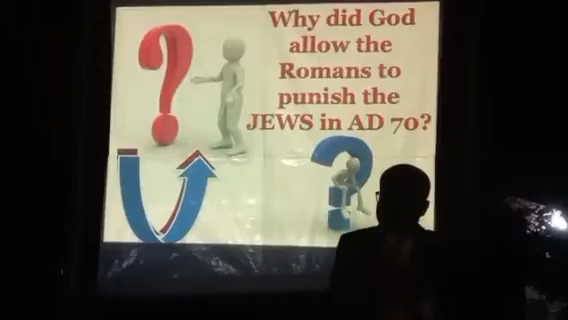 Why did God
allow the
Romans to
punish the
JEWS in AD 70?